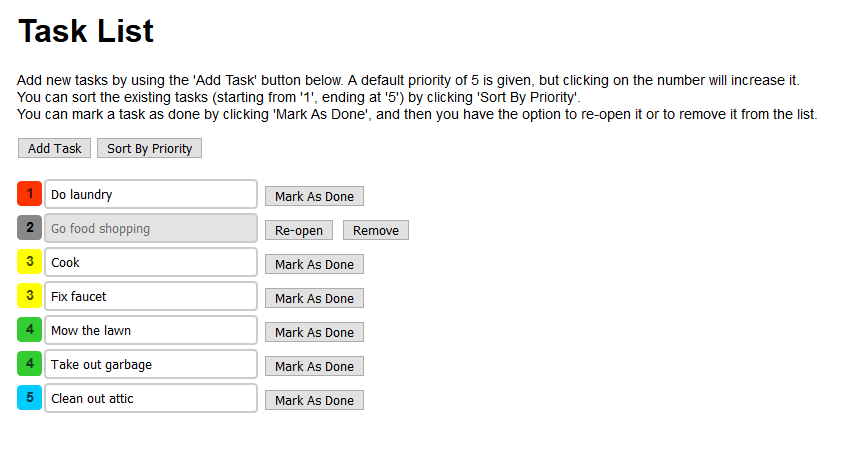 Task List
Add new tasks by using the 'Add Task' button below. A default priority of 5 is given, but clicking on the number will increase it.
You can sort the existing tasks (starting from '1', ending at '5') by clicking 'Sort By Priority'.
You can mark a task as done by clicking 'Mark As Done', and then you have the option to re-open it or to remove it from the list.
Add Task Sort By Priority
1 Do laundry Mark As Done
2 Go food shopping Re-open Remove
3 Cook Mark As Done
3 Fix faucet Mark As Done
4 Mow the lawn Mark As Done
4 Take out garbage Mark As Done
5 Clean out attic Mark As Done